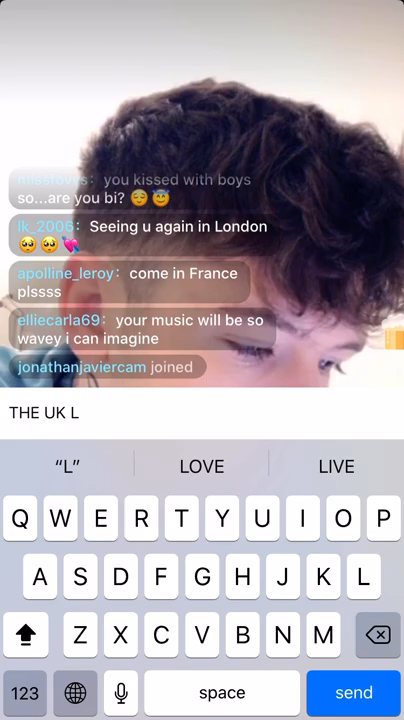 you kissed with boys
so...are you bi? 😌😇
lk_2006: Seeing u again in London
🥺🥺💘
apolline_leroy: come in France
plssss
elliecarla69: your music will be so
wavey i can imagine
jonathanjaviercam joined
THE UK L
“L” LOVE LIVE
Q W E R T Y U I O P
A S D F G H J K L
Z X C V B N M
123 space send